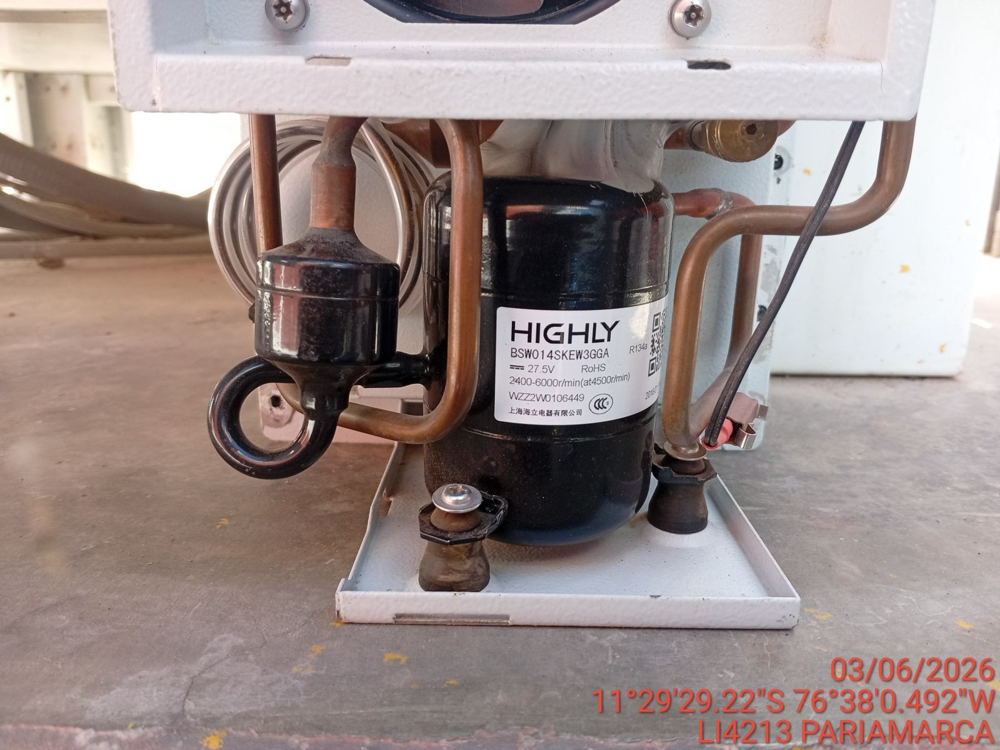 HIGHLY
BSW014SKEW3GGA
R134a
27.5V RoHS
2400-6000r/min(at4500r/min)
WZZ2W0106449
CCC S
上海海立电器有限公司
03/06/2026
11°29'29.22"S 76°38'0.492"W
LI4213 PARIAMARCA